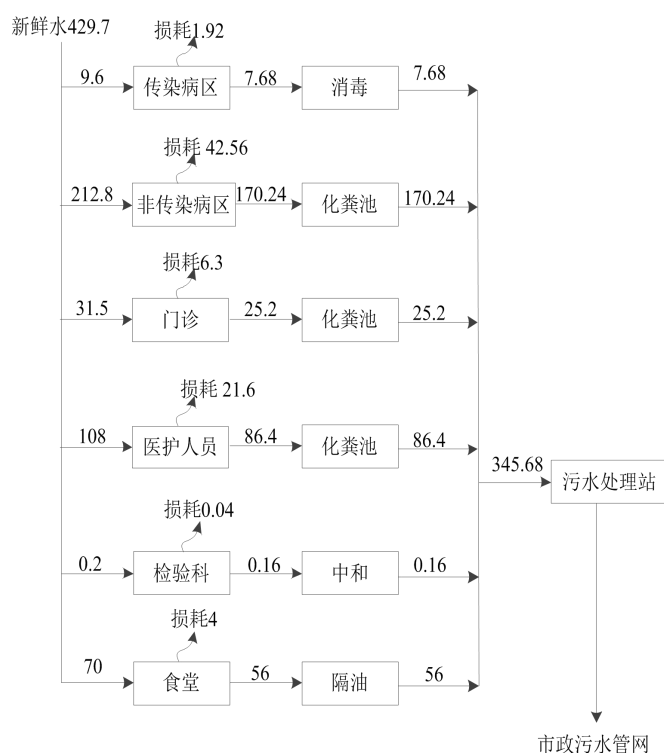 新鲜水429.7
损耗1.92
9.6
传染病区
7.68
消毒
7.68
损耗 42.56
212.8
非传染病区
170.24
化粪池
170.24
损耗6.3
31.5
门诊
25.2
化粪池
25.2
损耗 21.6
108
医护人员
86.4
化粪池
86.4
345.68
污水处理站
损耗0.04
0.2
检验科
0.16
中和
0.16
损耗4
70
食堂
56
隔油
56
市政污水管网